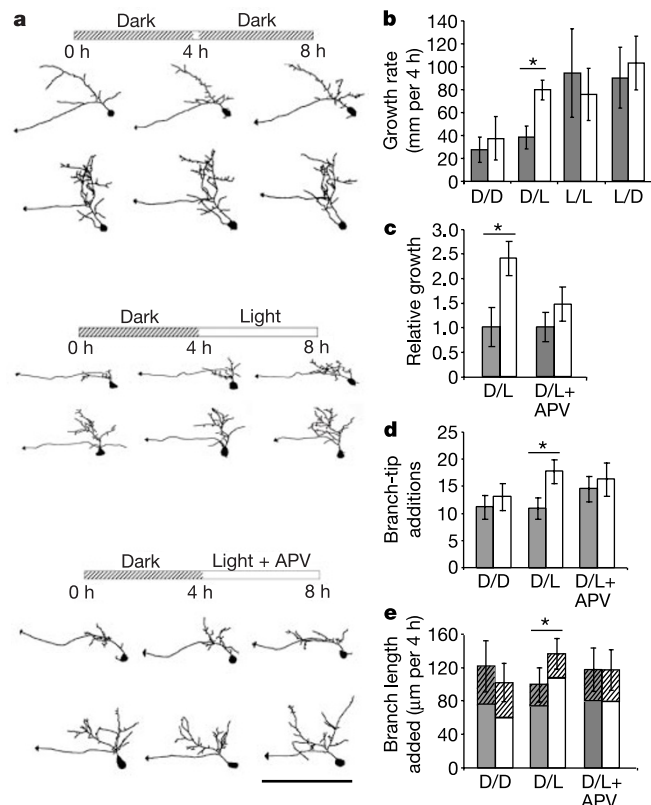 a
Dark Dark
0 h 4 h 8 h
Dark Light
0 h 4 h 8 h
Dark Light + APV
0 h 4 h 8 h
b
Growth rate
(mm per 4 h)
140
120
100
80
60
40
20
0
*
D/D D/L L/L L/D
c
Relative growth
3.0
2.5
2.0
1.5
1.0
0.5
0
*
D/L D/L+
APV
d
Branch-tip
additions
25
20
15
10
5
0
*
D/D D/L D/L+
APV
e
Branch length
added (μm per 4 h)
160
120
80
40
0
*
D/D D/L D/L+
APV